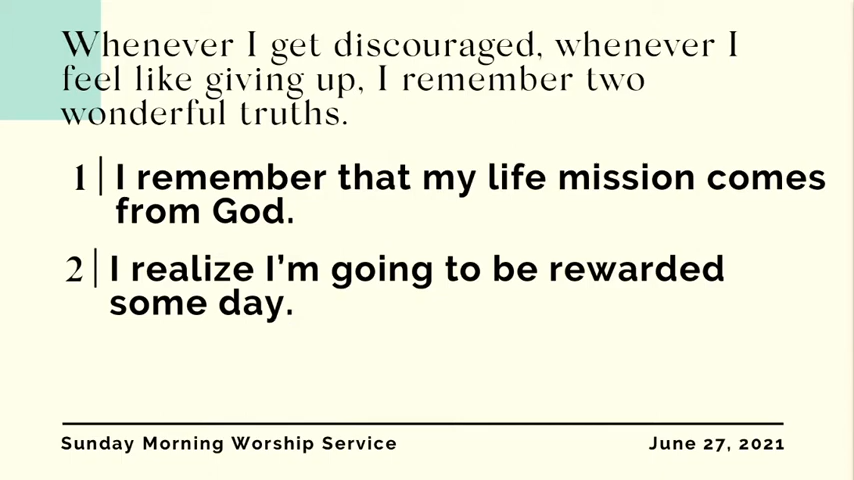 Whenever I get discouraged, whenever I
feel like giving up, I remember two
wonderful truths.
1 | I remember that my life mission comes
from God.
2 | I realize I'm going to be rewarded
some day.
Sunday Morning Worship Service
June 27, 2021